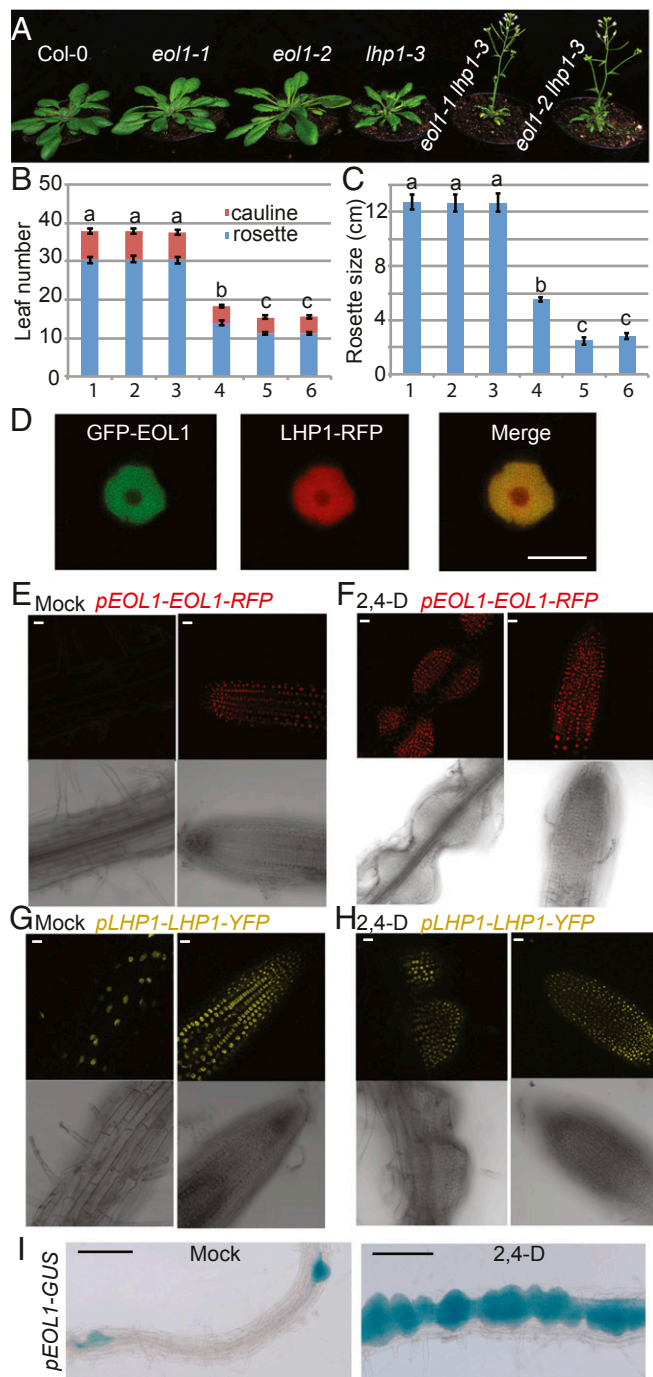 A
Col-0
eol1-1
eol1-2
lhp1-3
eol1-1 lhp1-3
eol1-2 lhp1-3
B
50
40
30
20
10
0
Leaf number
a a a b c c
cauline
rosette
1 2 3 4 5 6
C
12
8
4
0
Rosette size (cm)
a a a b c c
1 2 3 4 5 6
D
GFP-EOL1
LHP1-RFP
Merge
E Mock pEOL1-EOL1-RFP
F 2,4-D pEOL1-EOL1-RFP
G Mock pLHP1-LHP1-YFP
H 2,4-D pLHP1-LHP1-YFP
I
pEOL1-GUS
Mock
2,4-D